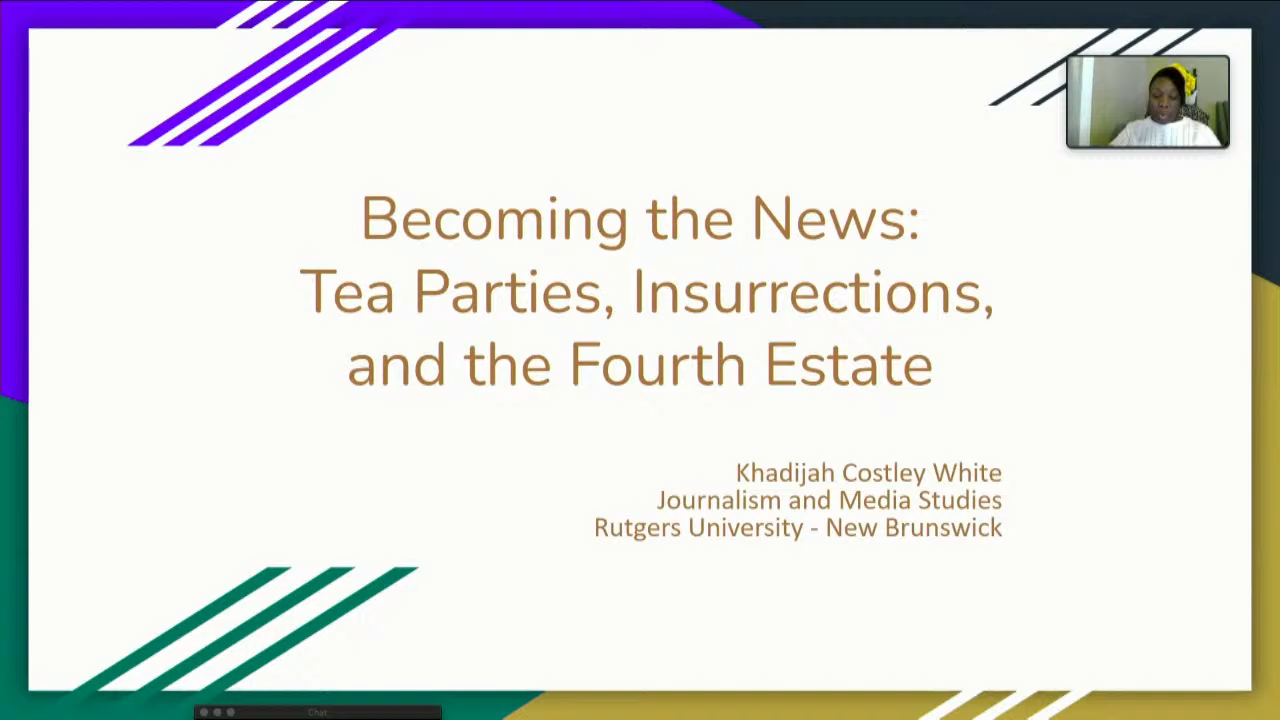 Becoming the News:
Tea Parties, Insurrections,
and the Fourth Estate
Khadijah Costley White
Journalism and Media Studies
Rutgers University - New Brunswick
Chat